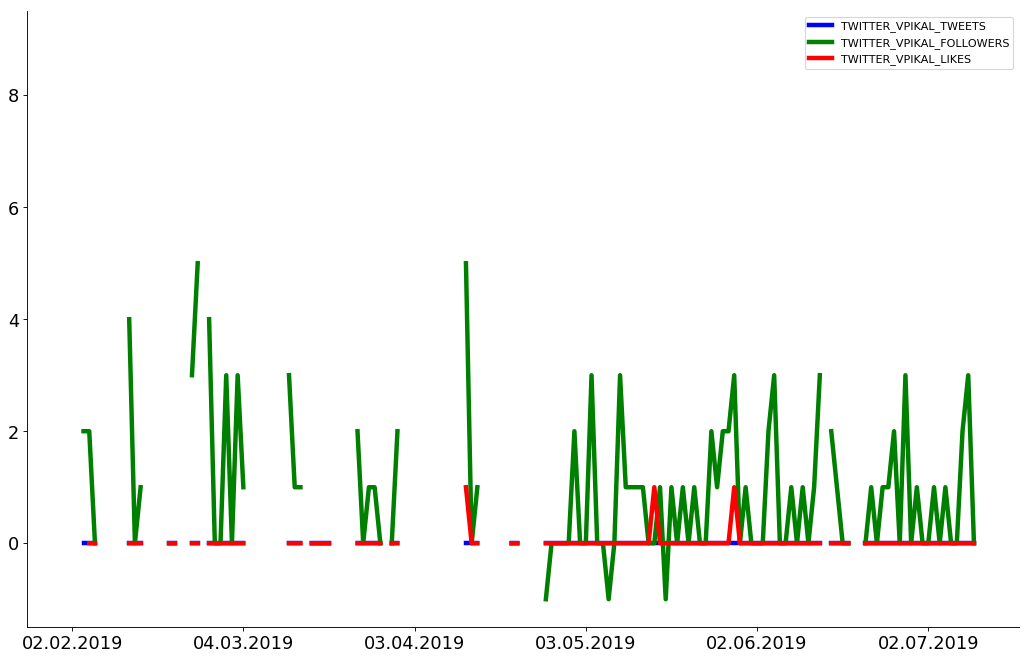 TWITTER_VPIKAL_TWEETS
TWITTER_VPIKAL_FOLLOWERS
TWITTER_VPIKAL_LIKES
8
6
4
2
0
02.02.2019 04.03.2019 03.04.2019 03.05.2019 02.06.2019 02.07.2019